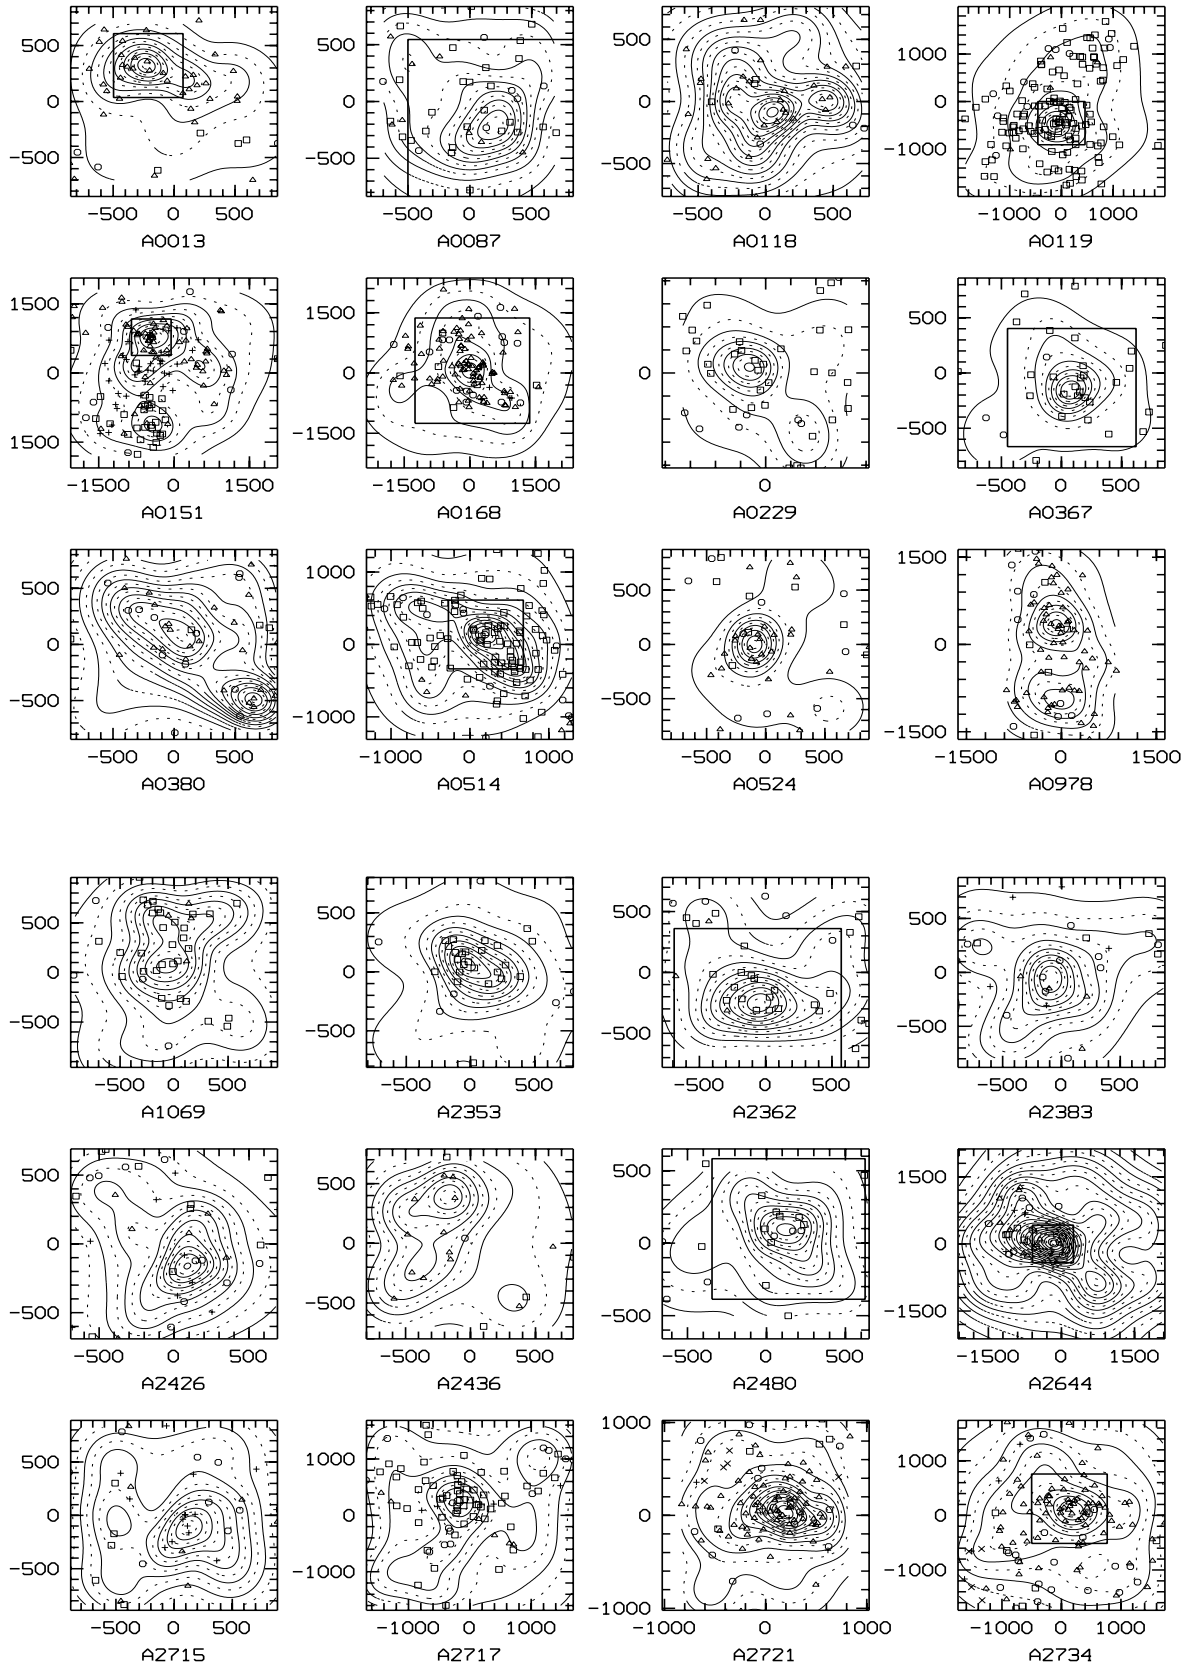 500 500 500 1000
0 0 0 0
−500 −500 −500 −1000
−500 0 500 −500 0 500 −500 0 500 −1000 0 1000
A0013 A0087 A0118 A0119
1500 1500 500
0 0 0
1500 −1500 −500
−1500 0 1500 −1500 0 1500 0 −500 0 500
A0151 A0168 A0229 A0367
500 1000 500 1500
0 0 0 0
−500 −1000 −500 −1500
−500 0 500 −1000 0 1000 −500 0 500 −1500 0 1500
A0380 A0514 A0524 A0978
500 500 500 500
0 0 0 0
−500 −500 −500 −500
−500 0 500 −500 0 500 −500 0 500 −500 0 500
A1069 A2353 A2362 A2383
500 500 500 1500
0 0 0 0
−500 −500 −500 −1500
−500 0 500 −500 0 500 −500 0 500 −1500 0 1500
A2426 A2436 A2480 A2644
500 1000 1000 1000
0 0 0 0
−500 −1000 −1000 −1000
−500 0 500 −1000 0 1000 −1000 0 1000 −1000 0 1000
A2715 A2717 A2721 A2734